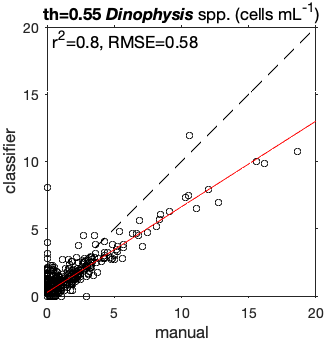 th=0.55 Dinophysis spp. (cells mL⁻¹)
r²=0.8, RMSE=0.58
20
15
10
5
0
classifier
0 5 10 15 20
manual